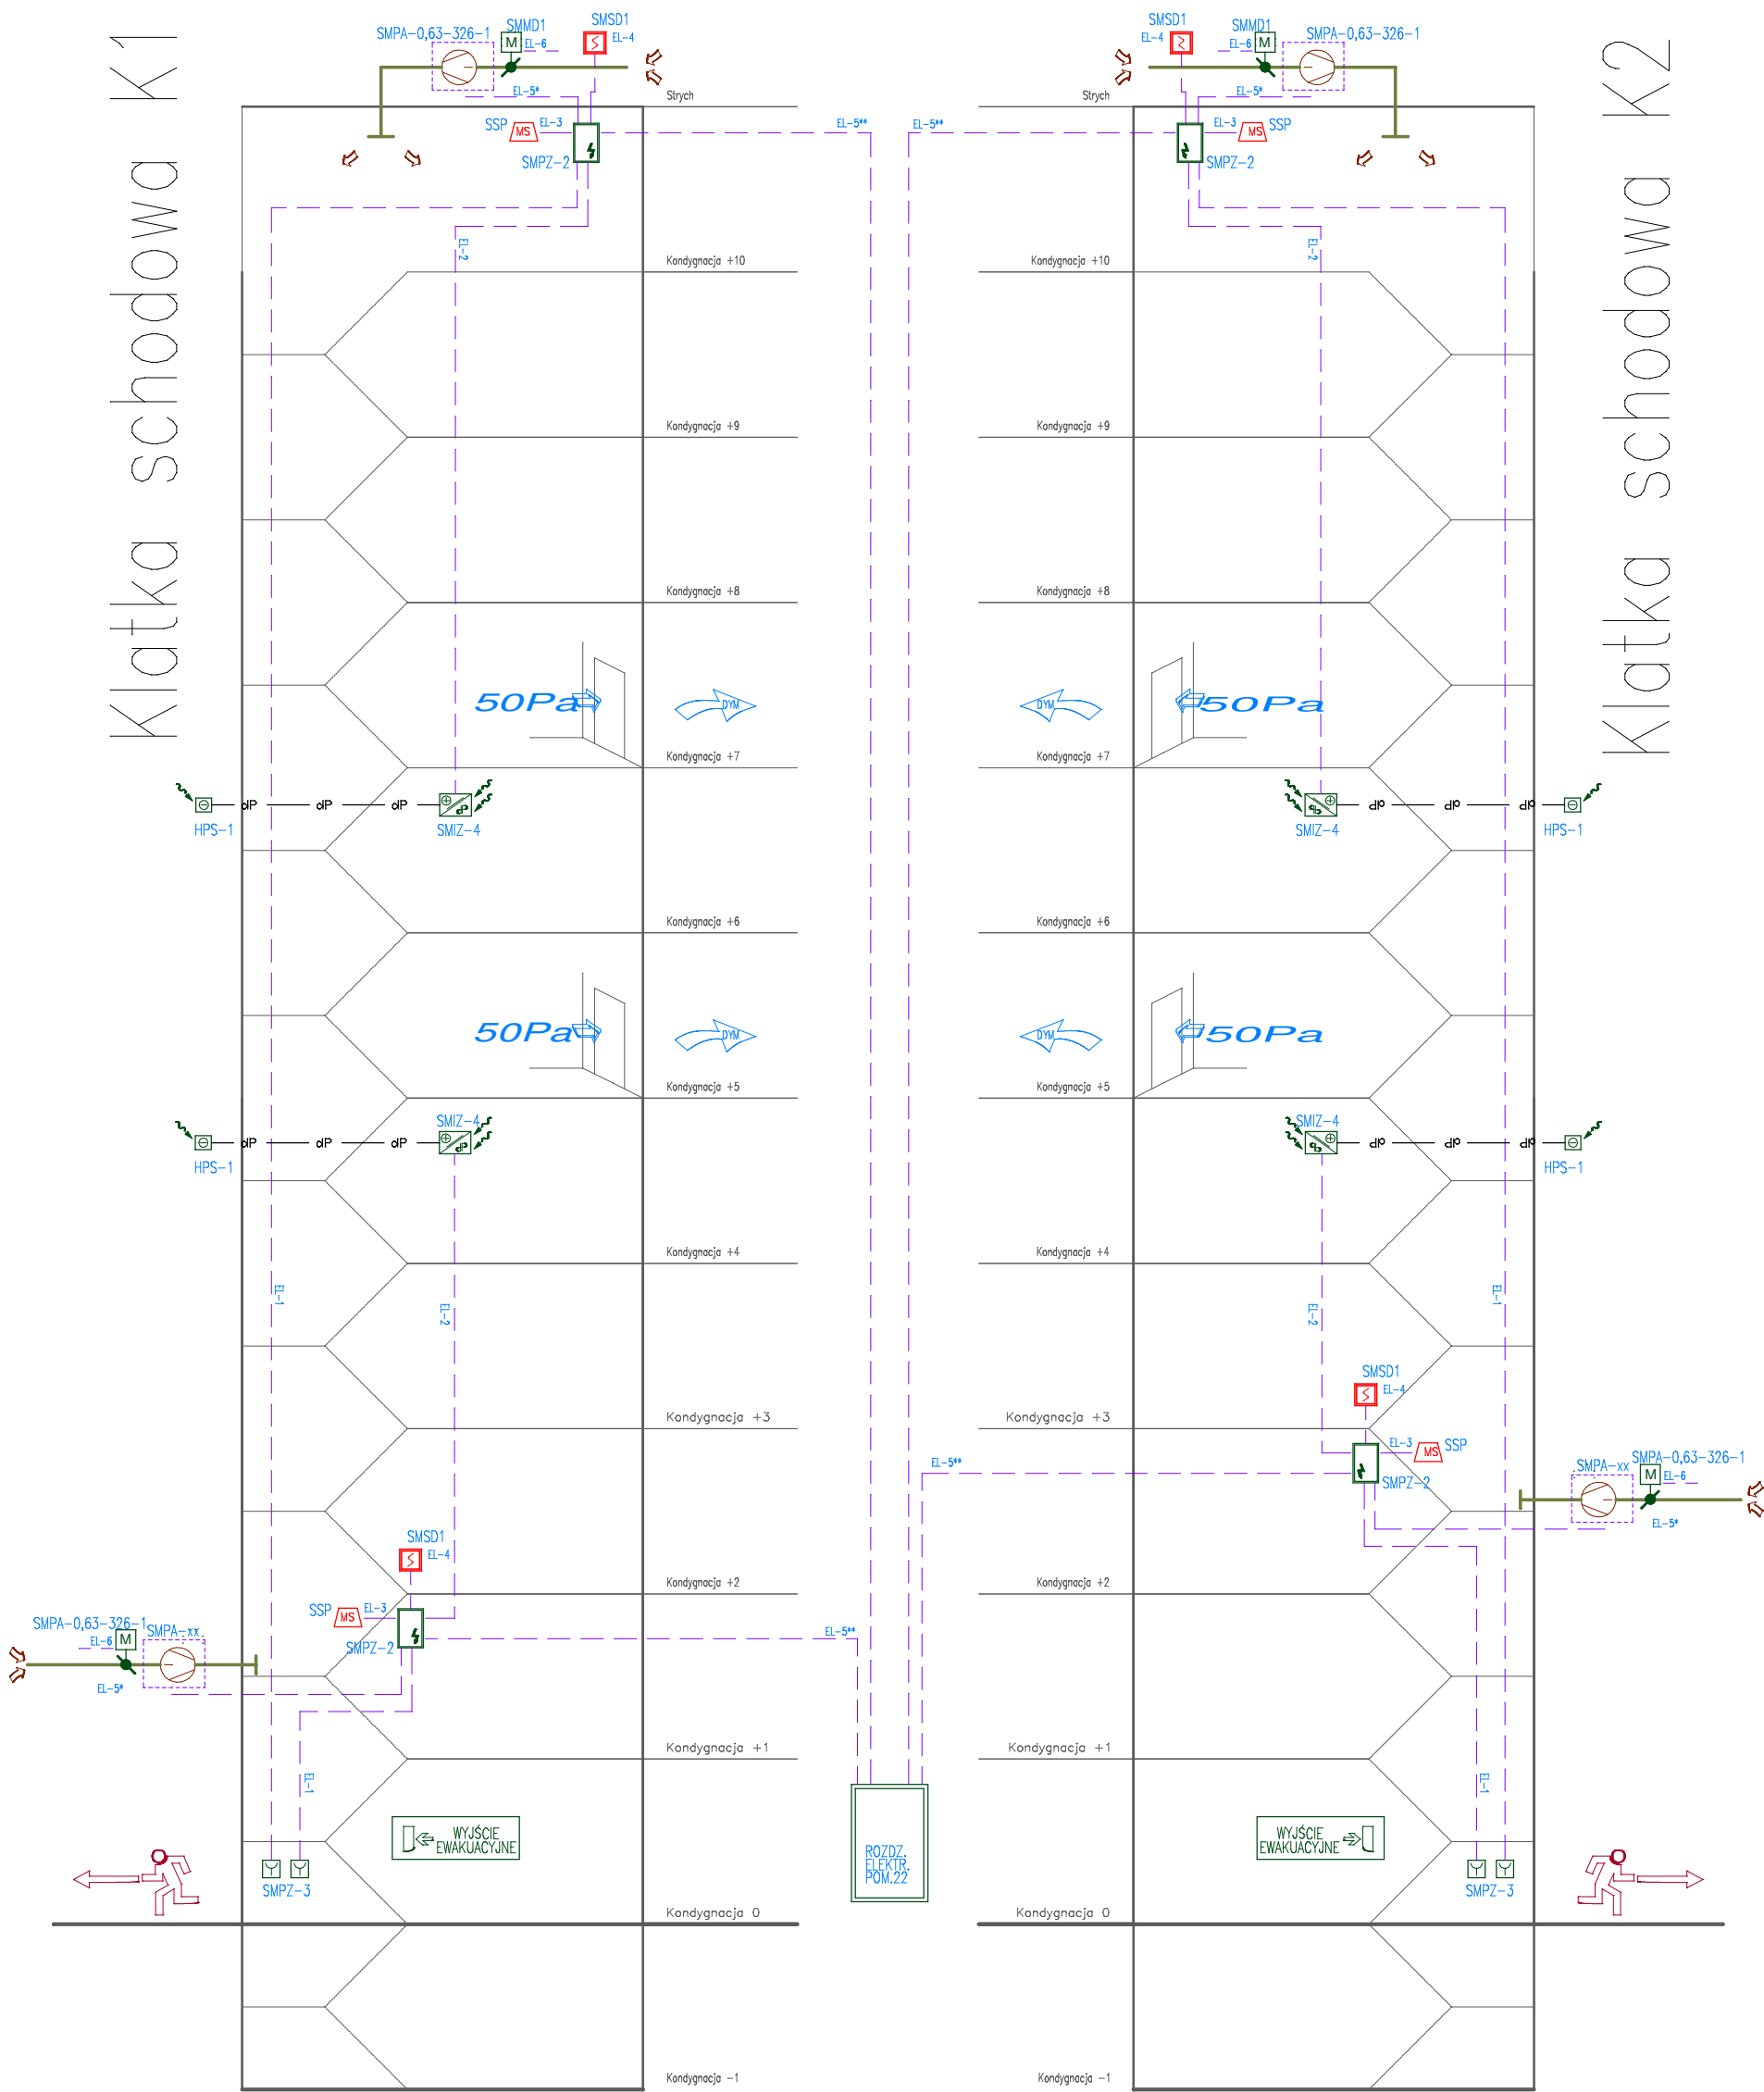 Klatka schodowa K1
SMPA-0,63-326-1
SMMD1
EL-6
SMSD1
EL-4
EL-5*
SSP
MS
EL-3
SMPZ-2
EL-5**
EL-2
Strych
Kondygnacja +10
Kondygnacja +9
Kondygnacja +8
50Pa
DYM
Kondygnacja +7
HPS-1
dP
dP
dP
dP
SMIZ-4
Kondygnacja +6
50Pa
DYM
Kondygnacja +5
SMIZ-4
HPS-1
dP
dP
dP
dP
Kondygnacja +4
EL-1
EL-2
Kondygnacja +3
SMSD1
EL-4
Kondygnacja +2
SSP
MS
EL-3
SMPZ-2
EL-5**
SMPA-0,63-326-1
EL-6
M
SMPA-xx
EL-5*
Kondygnacja +1
EL-1
WYJŚCIE
EWAKUACYJNE
SMPZ-3
Kondygnacja 0
Kondygnacja -1
M
ROZDZ.
ELEKTR.
POM.22
Klatka schodowa K2
SMSD1
EL-4
SMMD1
EL-6
M
SMPA-0,63-326-1
EL-5*
Strych
EL-5**
EL-3
MS
SSP
SMPZ-2
EL-2
Kondygnacja +10
Kondygnacja +9
Kondygnacja +8
DYM
50Pa
Kondygnacja +7
SMIZ-4
dP
dP
dP
dP
HPS-1
Kondygnacja +6
DYM
50Pa
Kondygnacja +5
SMIZ-4
dP
dP
dP
dP
HPS-1
Kondygnacja +4
EL-2
EL-1
SMSD1
EL-4
Kondygnacja +3
EL-3
MS
SSP
SMPZ-2
EL-5**
SMPA-xx
SMPA-0,63-326-1
M
EL-6
EL-5*
Kondygnacja +2
Kondygnacja +1
EL-1
WYJŚCIE
EWAKUACYJNE
SMPZ-3
Kondygnacja 0
Kondygnacja -1